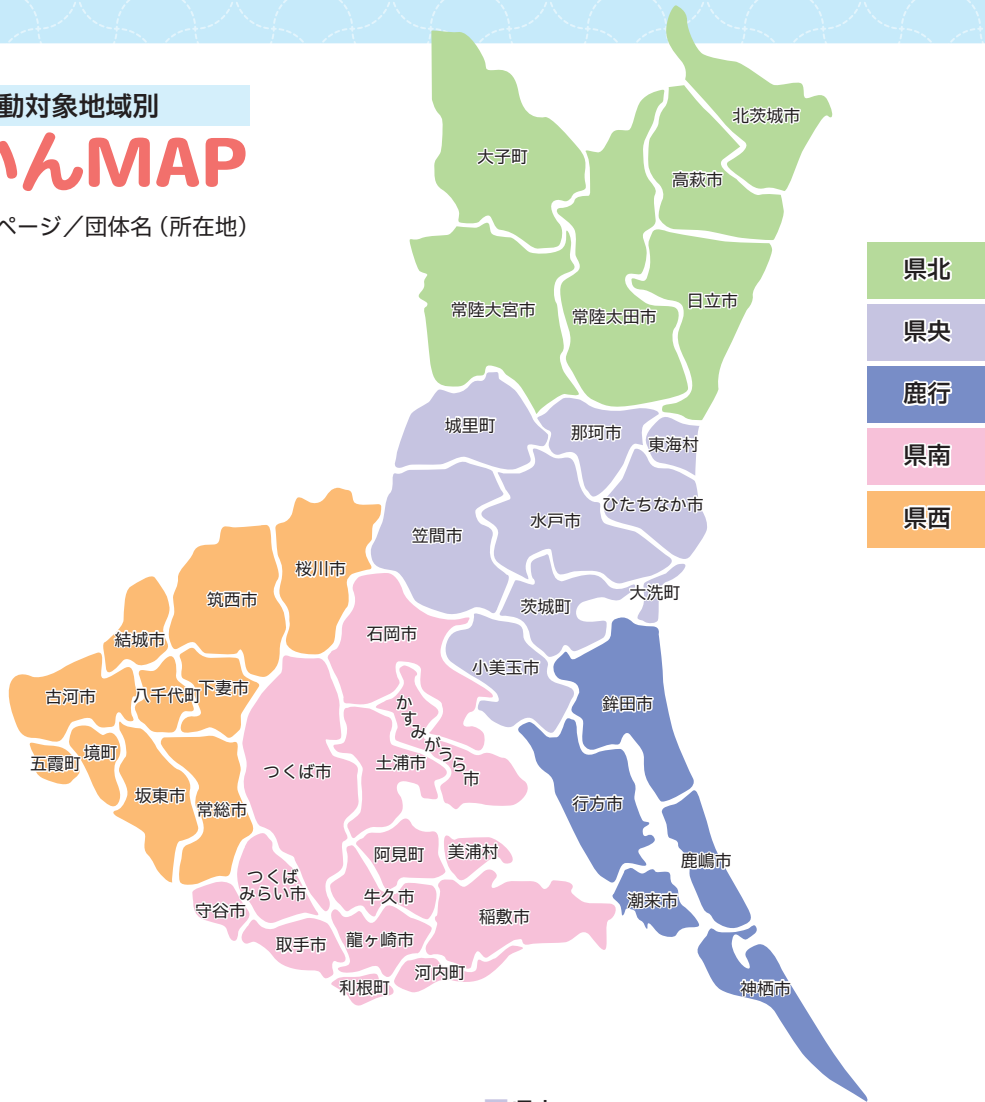 動対象地域別
いんMAP
ページ／団体名（所在地）
北茨城市
大子町
高萩市
県北
日立市
常陸大宮市
常陸太田市
県央
鹿行
城里町
那珂市
東海村
県南
ひたちなか市
水戸市
県西
笠間市
桜川市
大洗町
筑西市
茨城町
石岡市
結城市
小美玉市
古河市
八千代町
下妻市
かすみがうら市
鉾田市
境町
五霞町
つくば市
土浦市
坂東市
常総市
行方市
阿見町
美浦村
鹿嶋市
つくば
みらい市
牛久市
潮来市
守谷市
稲敷市
取手市
龍ヶ崎市
河内町
利根町
神栖市